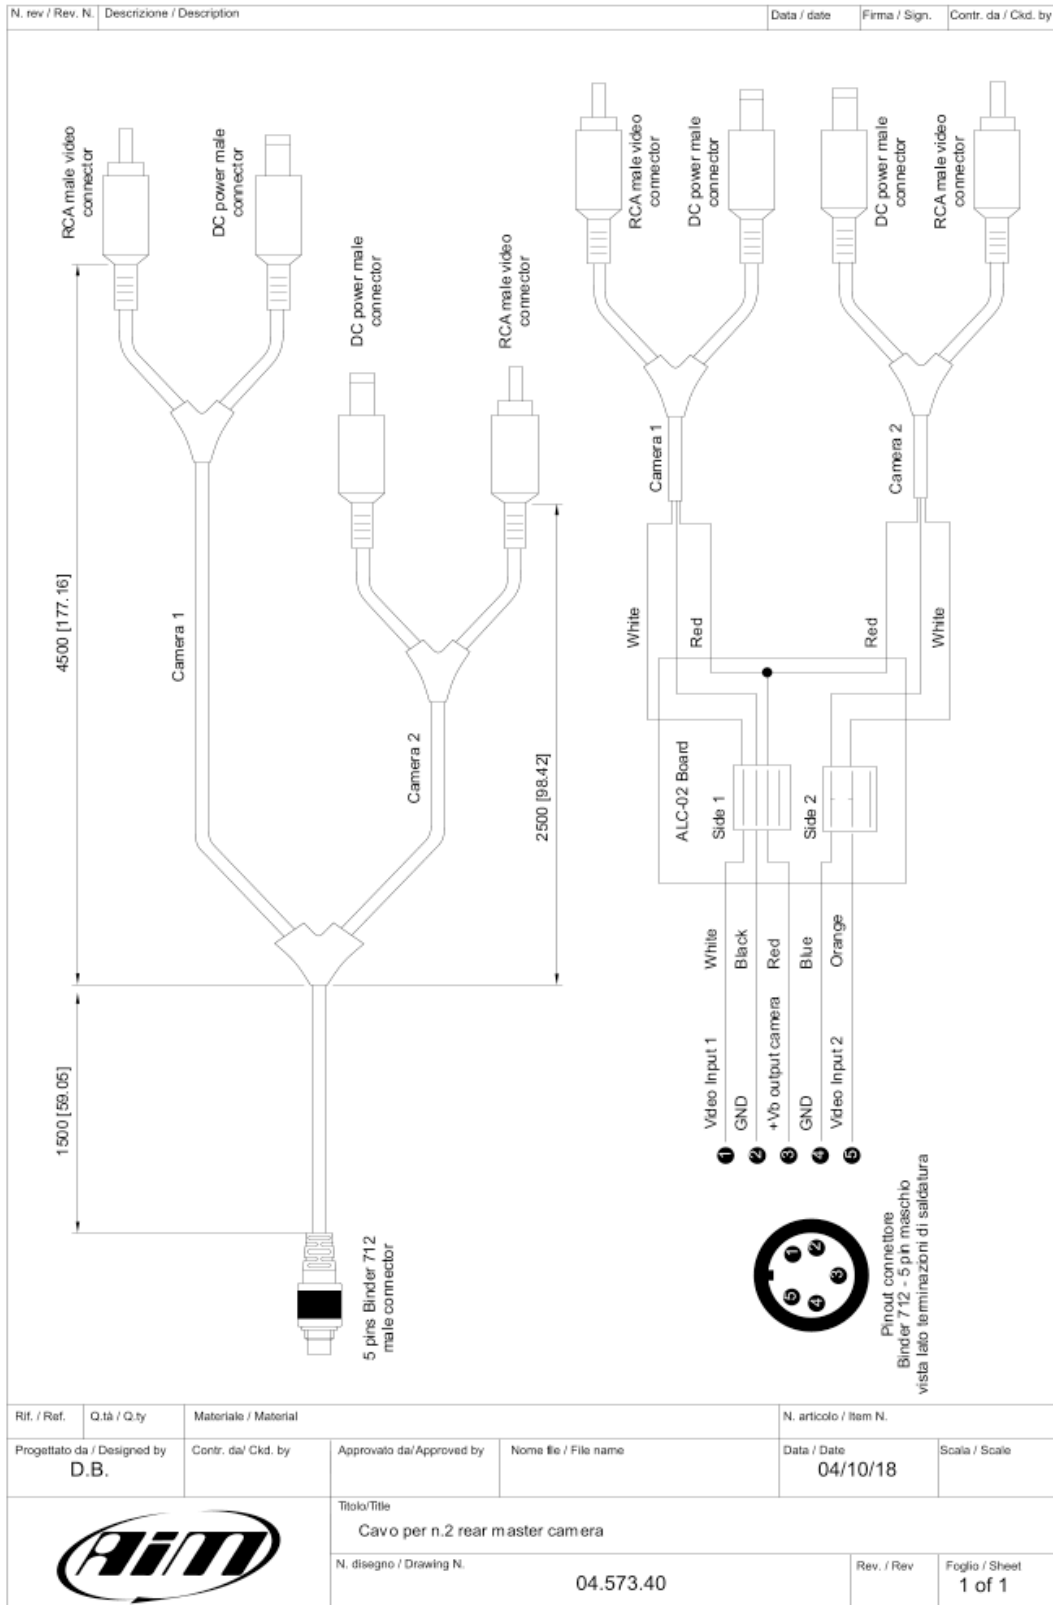 N. rev / Rev. N.
Descrizione / Description
Data / date
Firma / Sign.
Contr. da / Ckd. by
RCA male video
connector
DC power male
connector
DC power male
connector
RCA male video
connector
4500 [177.16]
Camera 1
Camera 2
2500 [98.42]
1500 [59.05]
5 pins Binder 712
male connector
RCA male video
connector
DC power male
connector
DC power male
connector
RCA male video
connector
Camera 1
Camera 2
White
Red
Red
White
ALC-02 Board
Side 1
Side 2
White
Black
Red
Blue
Orange
Video Input 1
GND
+Vb output camera
GND
Video Input 2
1
2
3
4
5
1
2
3
4
5
Pinout connettore
Binder 712 - 5 pin maschio
vista lato terminazioni di saldatura
Rif. / Ref.
Q.tà / Q.ty
Materiale / Material
N. articolo / Item N.
Progettato da / Designed by
D.B.
Contr. da/ Ckd. by
Approvato da/Approved by
Nome file / File name
Data / Date
04/10/18
Scala / Scale
AiM
Titolo/Title
Cavo per n.2 rear master camera
N. disegno / Drawing N.
04.573.40
Rev. / Rev
Foglio / Sheet
1 of 1